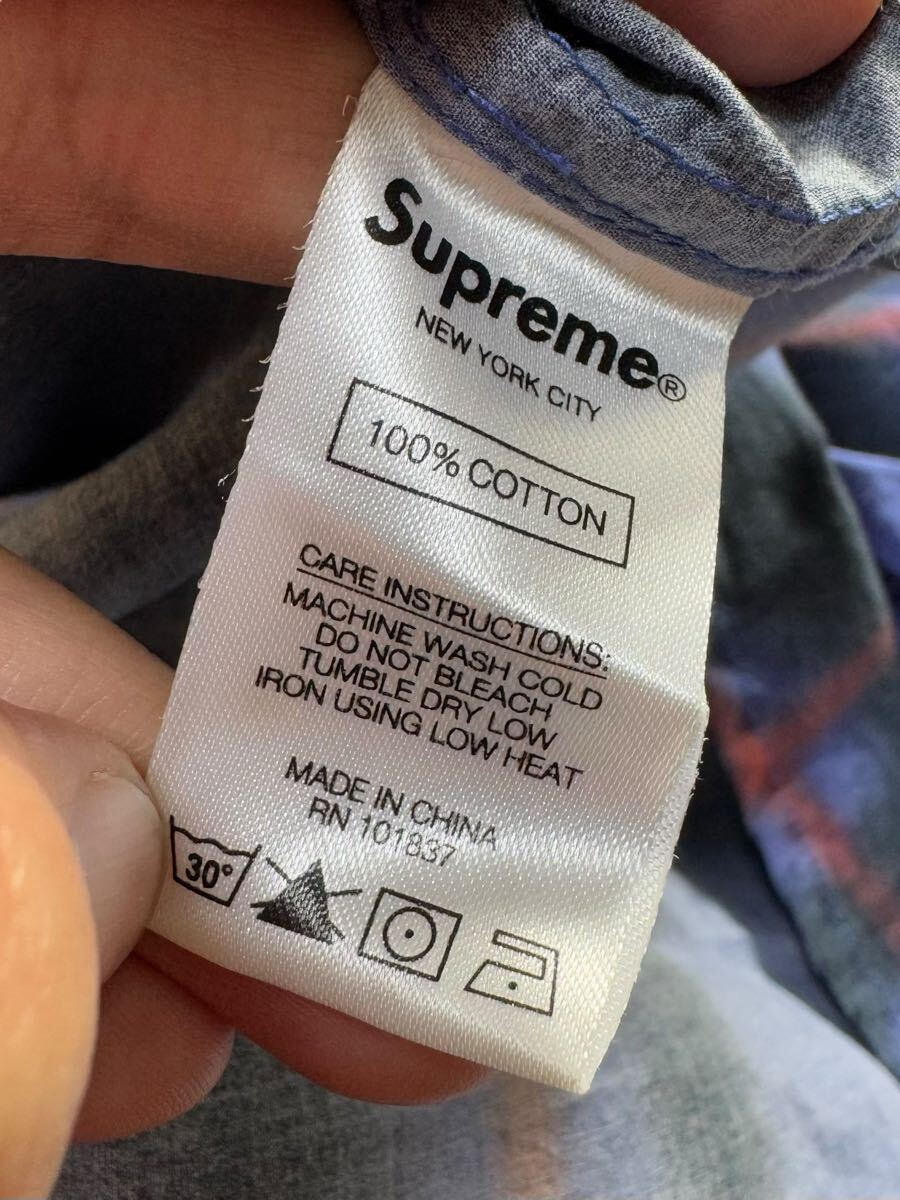 Supreme®
NEW YORK CITY
100% COTTON
CARE INSTRUCTIONS:
MACHINE WASH COLD
DO NOT BLEACH
TUMBLE DRY LOW
IRON USING LOW HEAT
MADE IN CHINA
RN 101837
30°